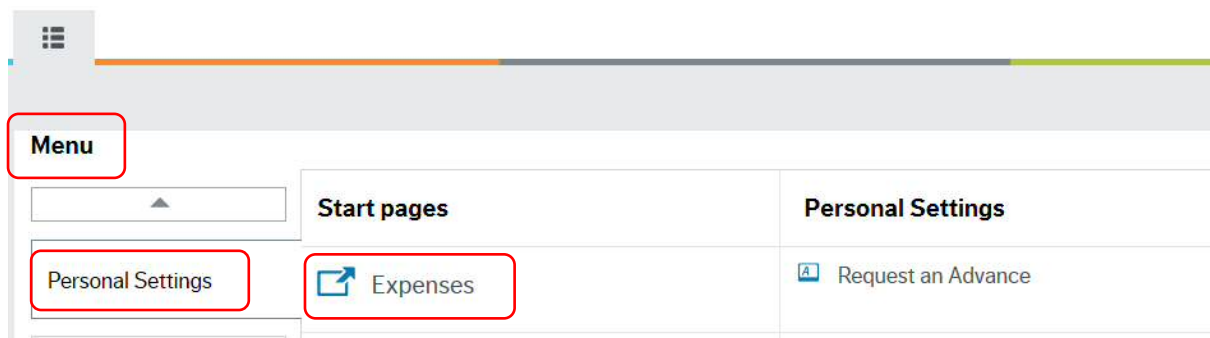 Menu
Start pages
Personal Settings
Personal Settings
Expenses
Request an Advance